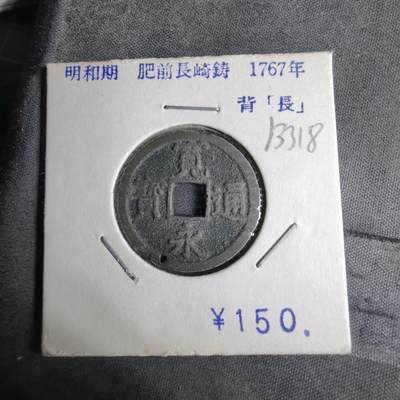 明和期 肥前長崎鋳 1767年
背「長」
13318
寛
寳 通
永
¥150.